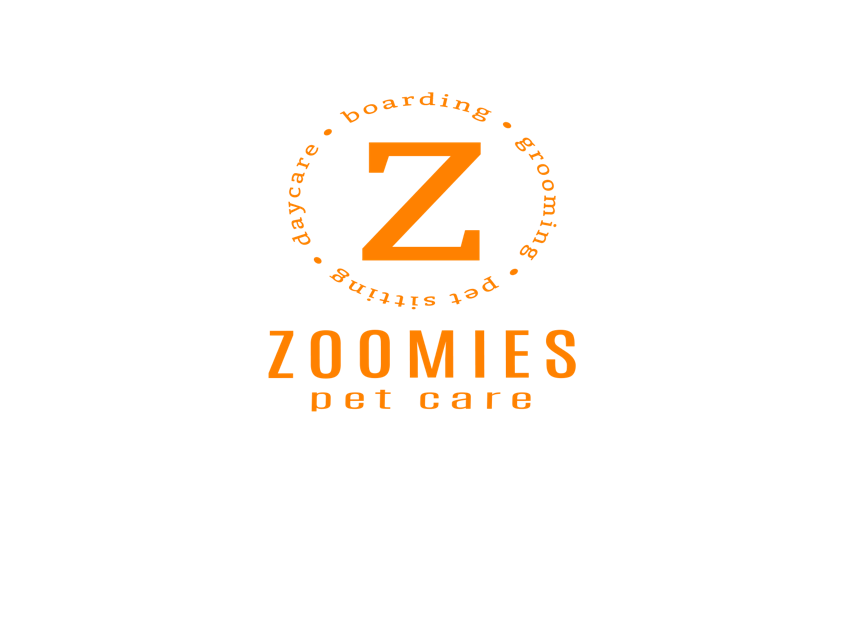 boarding • grooming • pet sitting • daycare •
Z
ZOOMIES
pet care